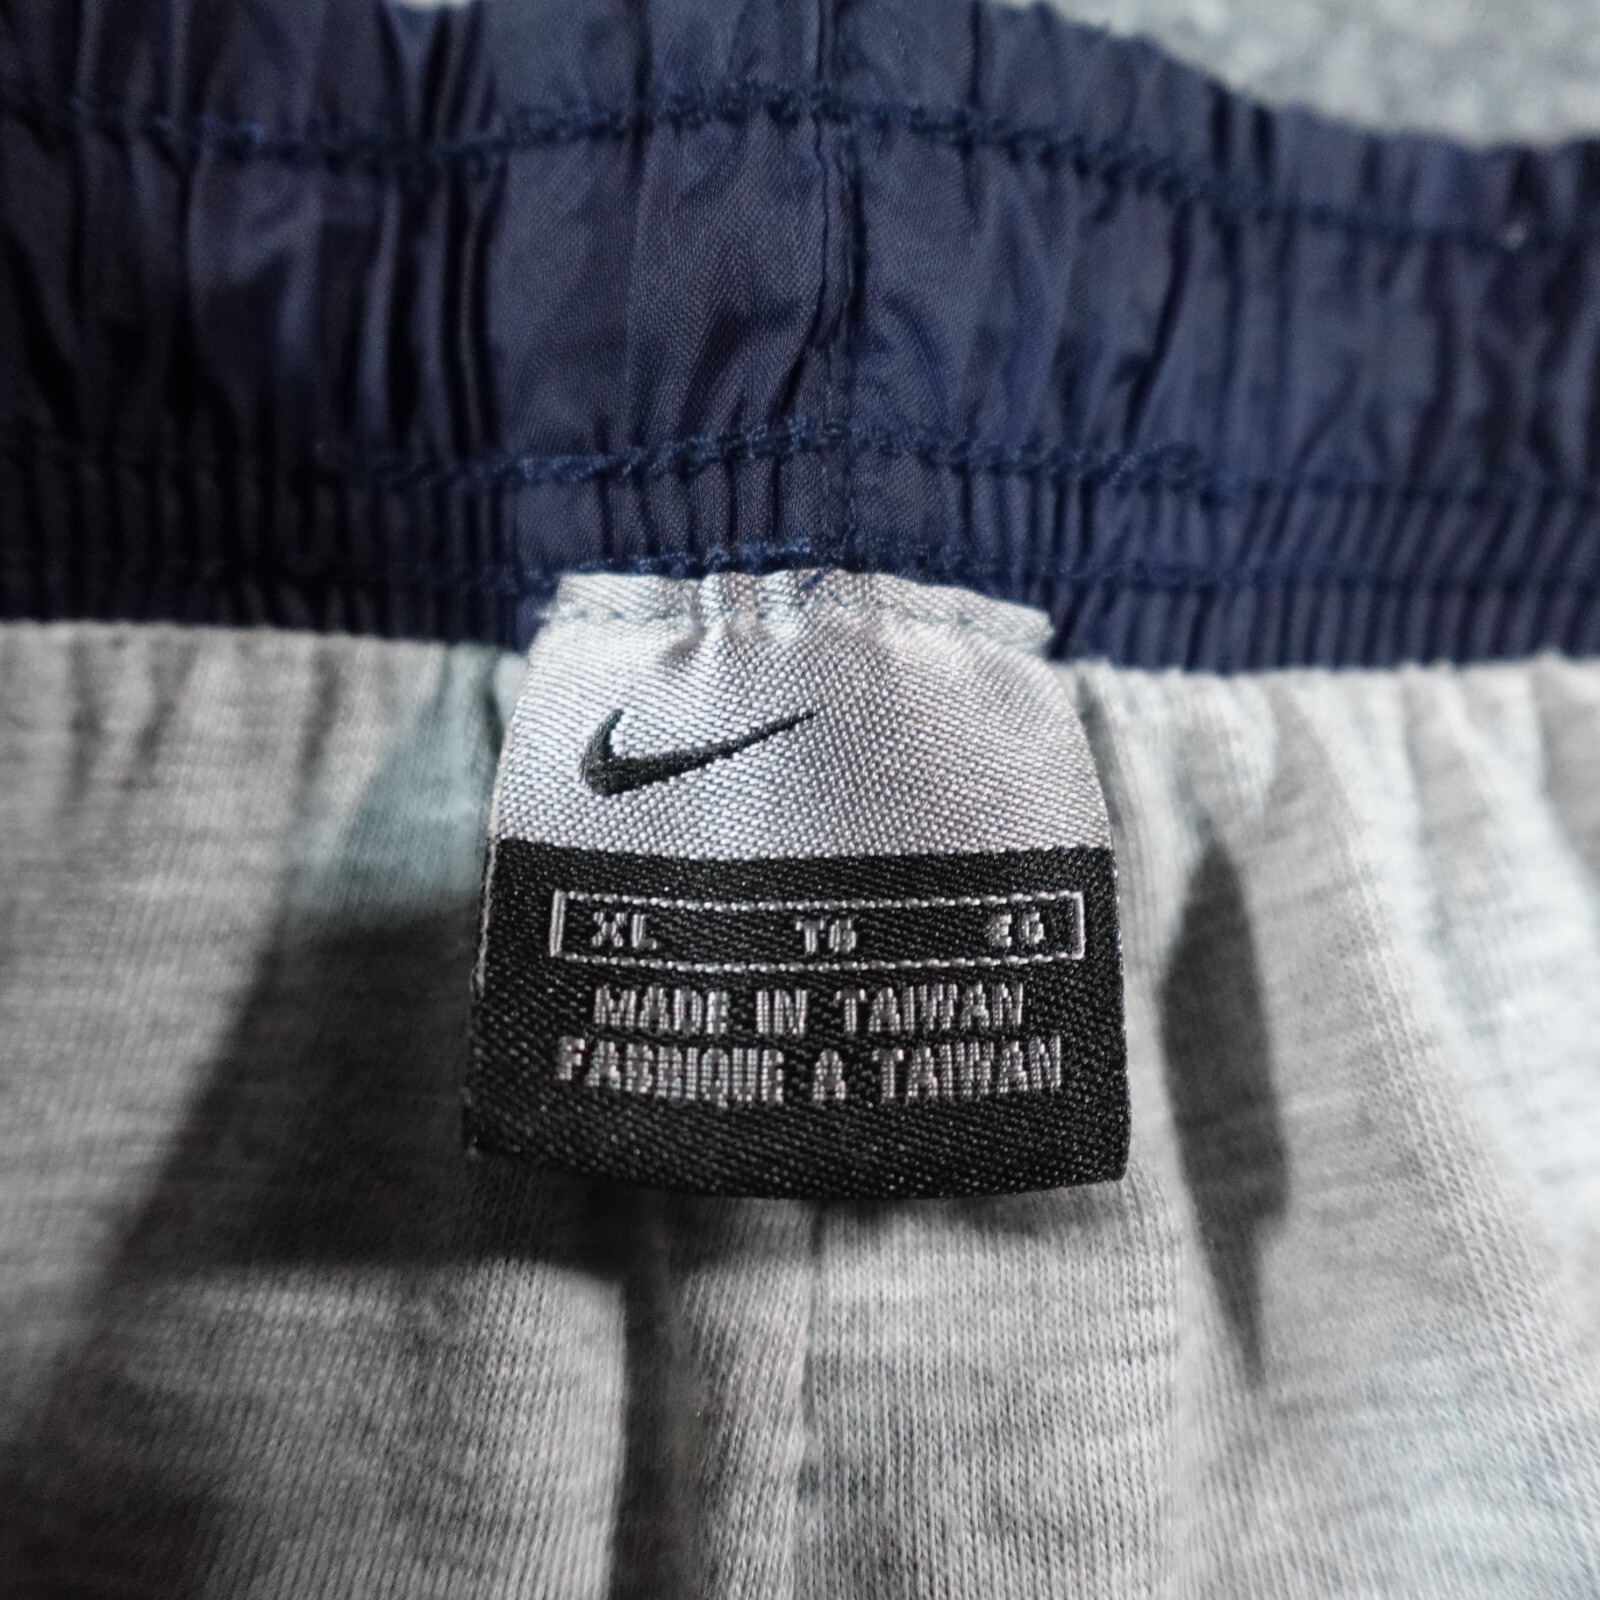 XL TG EG
MADE IN TAIWAN
FABRIQUE A TAIWAN